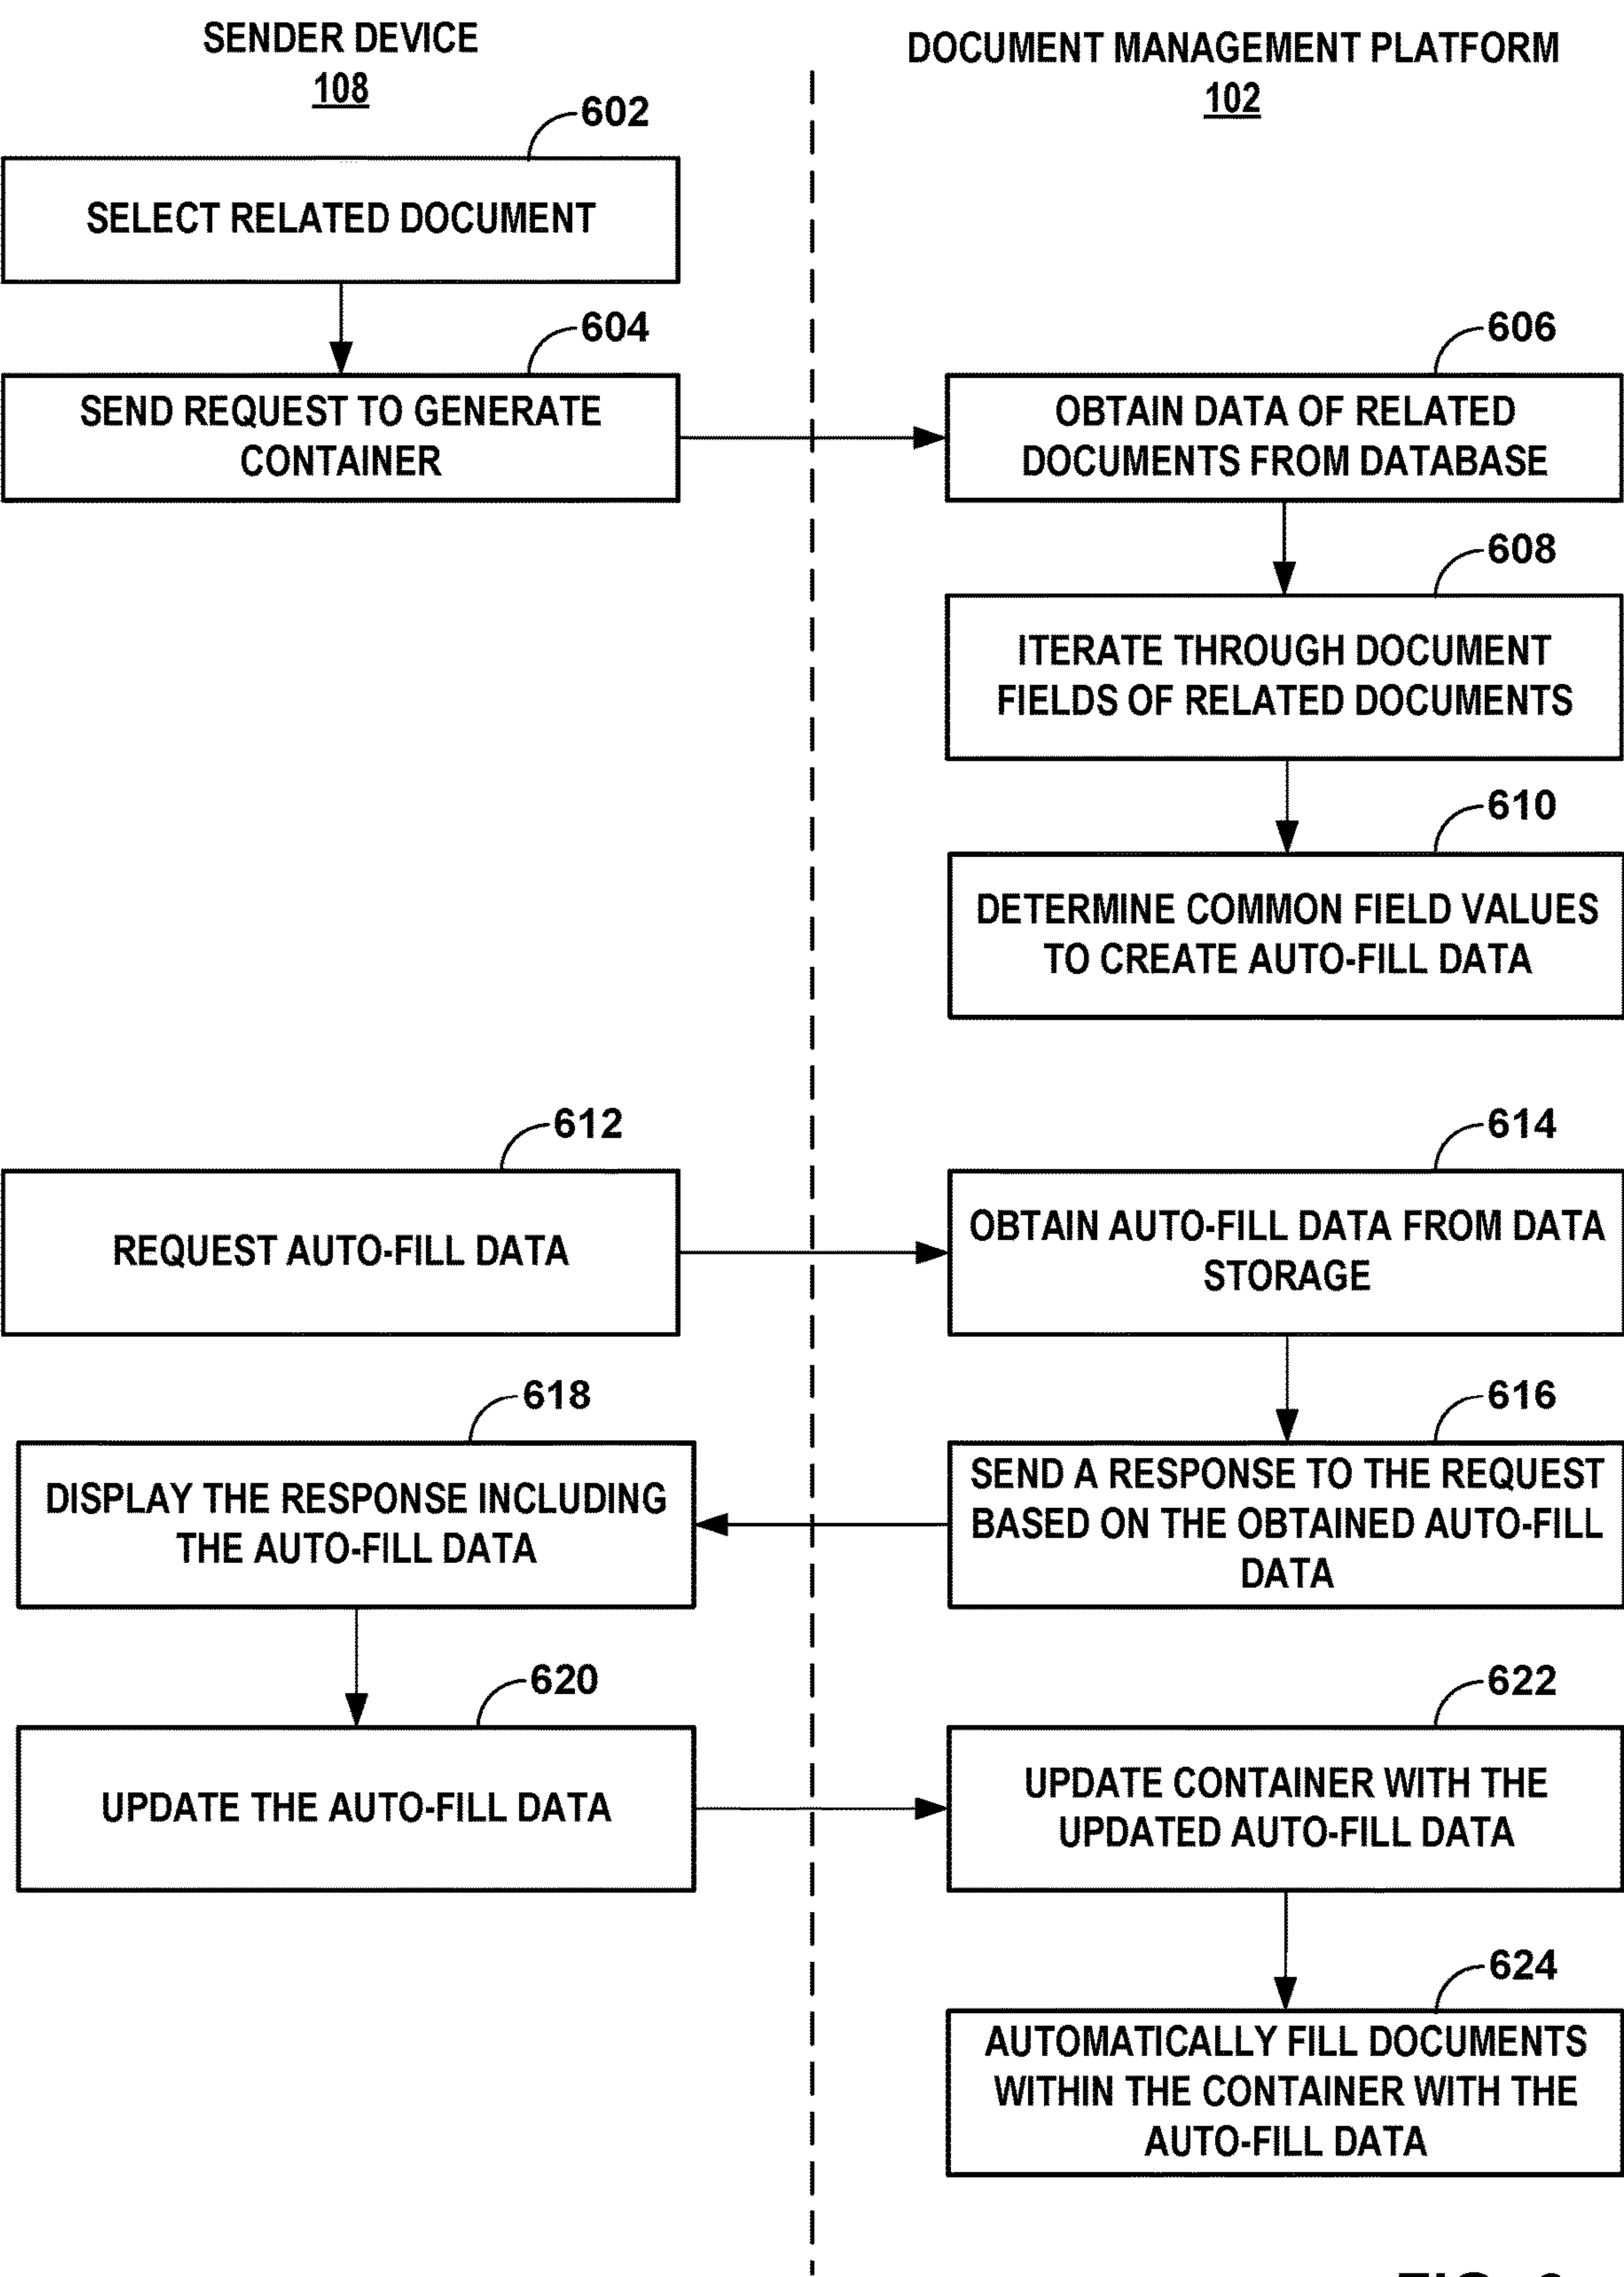 SENDER DEVICE
108
DOCUMENT MANAGEMENT PLATFORM
102
602
SELECT RELATED DOCUMENT
604
SEND REQUEST TO GENERATE
CONTAINER
606
OBTAIN DATA OF RELATED
DOCUMENTS FROM DATABASE
608
ITERATE THROUGH DOCUMENT
FIELDS OF RELATED DOCUMENTS
610
DETERMINE COMMON FIELD VALUES
TO CREATE AUTO-FILL DATA
612
REQUEST AUTO-FILL DATA
614
OBTAIN AUTO-FILL DATA FROM DATA
STORAGE
616
SEND A RESPONSE TO THE REQUEST
BASED ON THE OBTAINED AUTO-FILL
DATA
618
DISPLAY THE RESPONSE INCLUDING
THE AUTO-FILL DATA
620
UPDATE THE AUTO-FILL DATA
622
UPDATE CONTAINER WITH THE
UPDATED AUTO-FILL DATA
624
AUTOMATICALLY FILL DOCUMENTS
WITHIN THE CONTAINER WITH THE
AUTO-FILL DATA